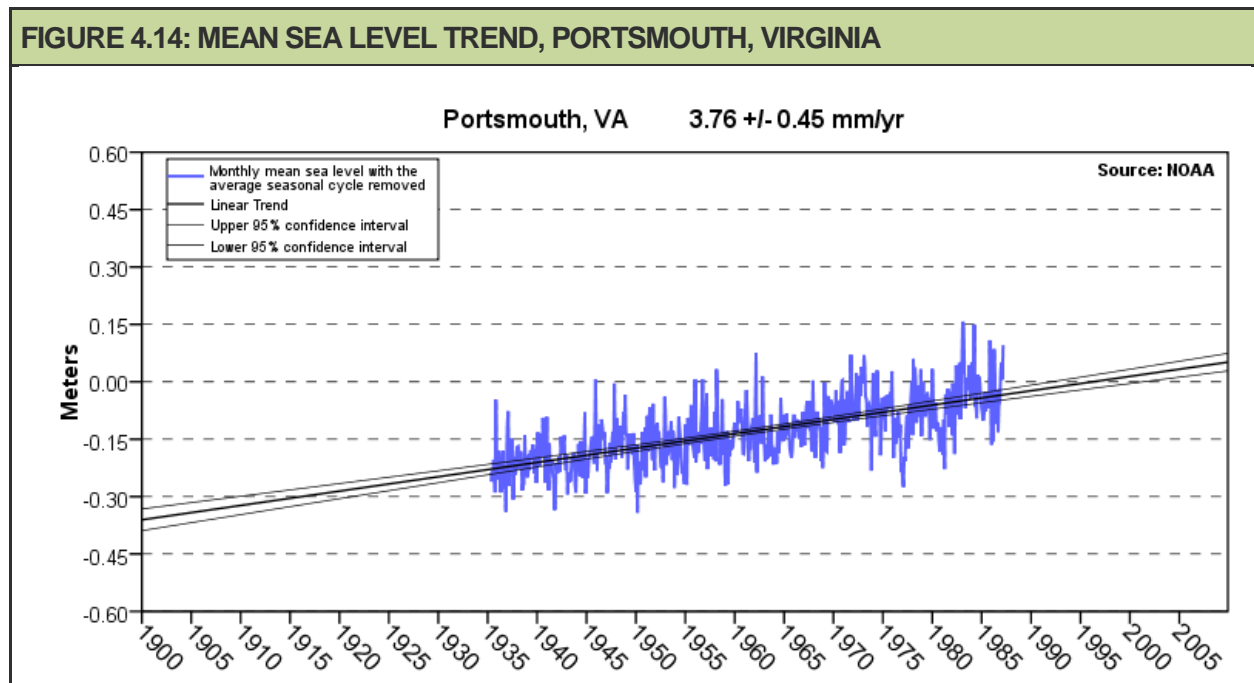 FIGURE 4.14: MEAN SEA LEVEL TREND, PORTSMOUTH, VIRGINIA
Portsmouth, VA 3.76 +/- 0.45 mm/yr
Source: NOAA
Monthly mean sea level with the
average seasonal cycle removed
Linear Trend
Upper 95% confidence interval
Lower 95% confidence interval
Meters
0.60
0.45
0.30
0.15
0.00
-0.15
-0.30
-0.45
-0.60
1900 1905 1910 1915 1920 1925 1930 1935 1940 1945 1950 1955 1960 1965 1970 1975 1980 1985 1990 1995 2000 2005